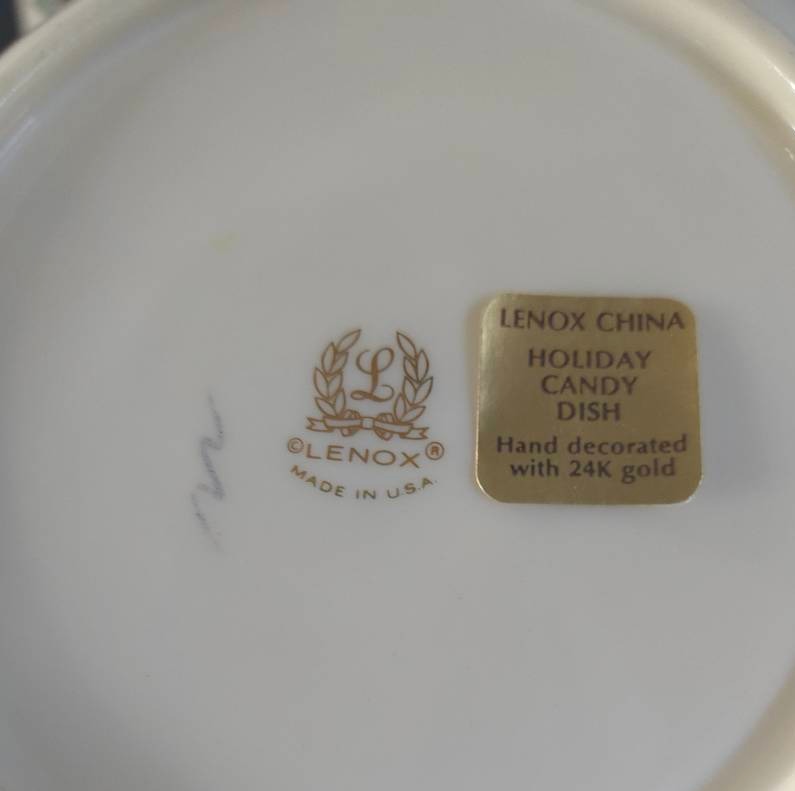 L
©LENOX®
MADE IN U.S.A.
LENOX CHINA
HOLIDAY
CANDY
DISH
Hand decorated
with 24K gold